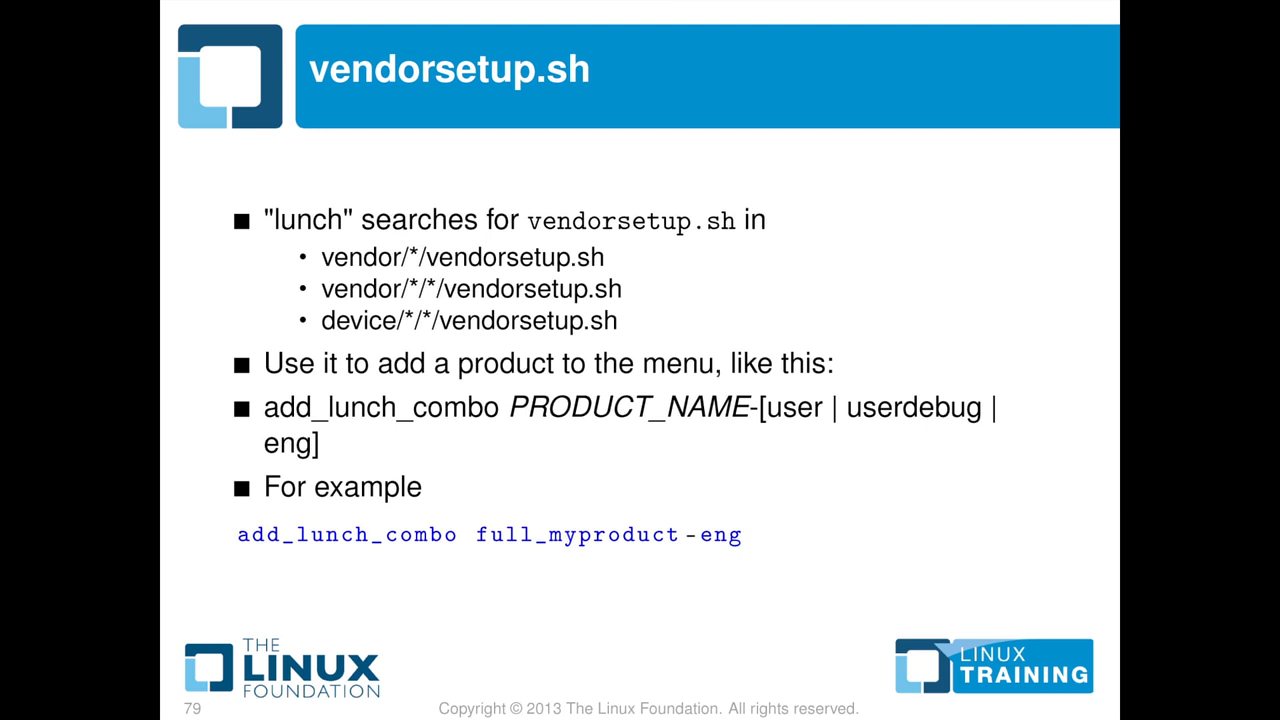 vendorsetup.sh
■ "lunch" searches for vendorsetup.sh in
• vendor/*/vendorsetup.sh
• vendor/*/*/vendorsetup.sh
• device/*/*/vendorsetup.sh
■ Use it to add a product to the menu, like this:
■ add_lunch_combo PRODUCT_NAME-[user | userdebug |
eng]
■ For example
add_lunch_combo full_myproduct-eng
THE
LINUX
FOUNDATION
LINUX
TRAINING
79
Copyright © 2013 The Linux Foundation. All rights reserved.